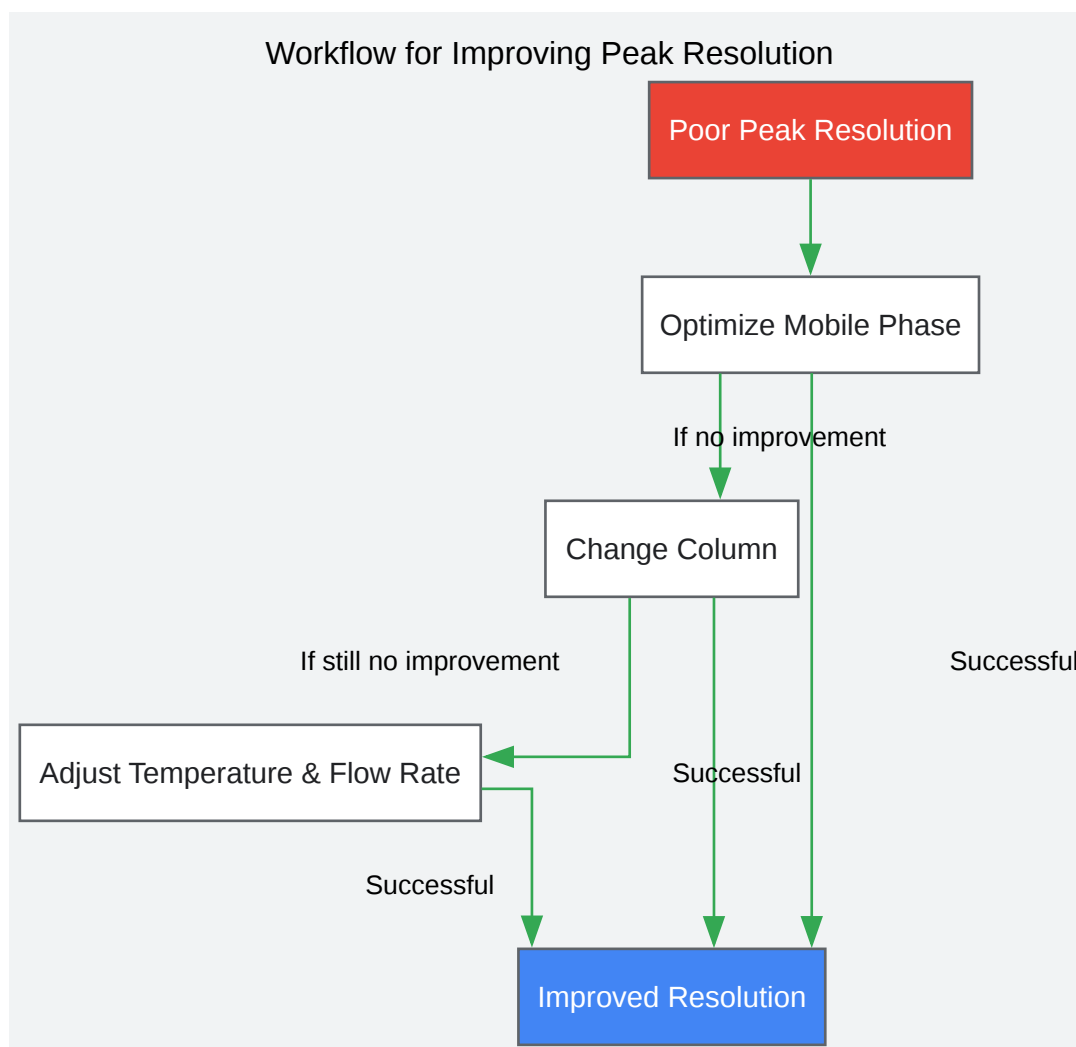 Workflow for Improving Peak Resolution
Poor Peak Resolution
Optimize Mobile Phase
If no improvement
Change Column
If still no improvement
Successful
Adjust Temperature & Flow Rate
Successful
Successful
Improved Resolution